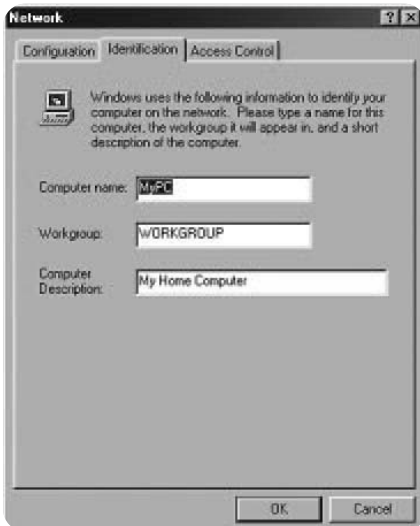 Network
Configuration Identification Access Control
Windows uses the following information to identify your
computer on the network. Please type a name for this
computer, the workgroup it will appear in, and a short
description of the computer.
Computer name: MyPC
Workgroup: WORKGROUP
Computer
Description: My Home Computer
OK Cancel